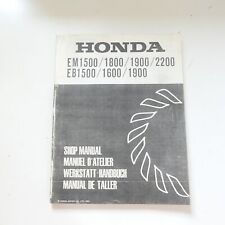 HONDA
EM1500/1800/1900/2200
EB1500/1600/1900
SHOP MANUAL
MANUEL D'ATELIER
WERKSTATT-HANDBUCH
MANUAL DE TALLER